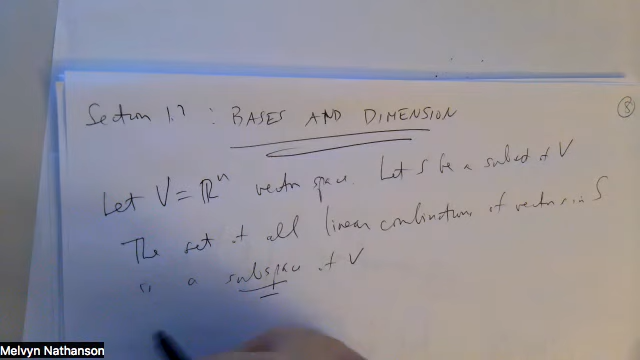 Section 1.7 : BASES AND DIMENSION
Let V = ℝⁿ vector space. Let S be a subset of V
The set of all linear combinations of vectors in S
is a subspace of V
Melvyn Nathanson